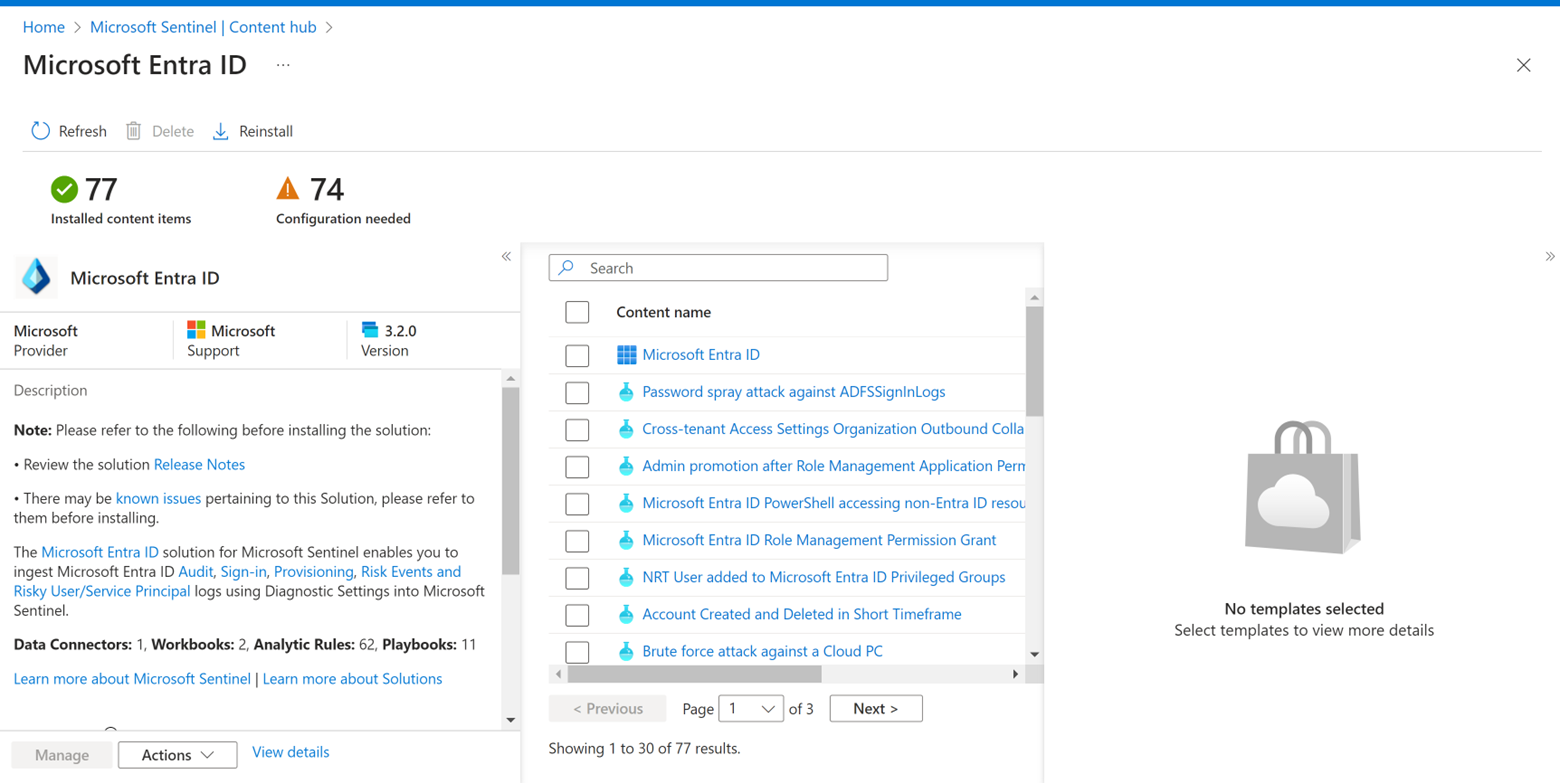 Home > Microsoft Sentinel | Content hub >
Microsoft Entra ID ...
Refresh Delete Reinstall
77 74
Installed content items Configuration needed
Microsoft Entra ID
Microsoft Microsoft 3.2.0
Provider Support Version
Description
Note: Please refer to the following before installing the solution:
• Review the solution Release Notes
• There may be known issues pertaining to this Solution, please refer to
them before installing.
The Microsoft Entra ID solution for Microsoft Sentinel enables you to
ingest Microsoft Entra ID Audit, Sign-in, Provisioning, Risk Events and
Risky User/Service Principal logs using Diagnostic Settings into Microsoft
Sentinel.
Data Connectors: 1, Workbooks: 2, Analytic Rules: 62, Playbooks: 11
Learn more about Microsoft Sentinel | Learn more about Solutions
Manage Actions View details
Search
Content name
Microsoft Entra ID
Password spray attack against ADFSSignInLogs
Cross-tenant Access Settings Organization Outbound Colla
Admin promotion after Role Management Application Perm
Microsoft Entra ID PowerShell accessing non-Entra ID resou
Microsoft Entra ID Role Management Permission Grant
NRT User added to Microsoft Entra ID Privileged Groups
Account Created and Deleted in Short Timeframe
Brute force attack against a Cloud PC
< Previous Page 1 of 3 Next >
Showing 1 to 30 of 77 results.
No templates selected
Select templates to view more details